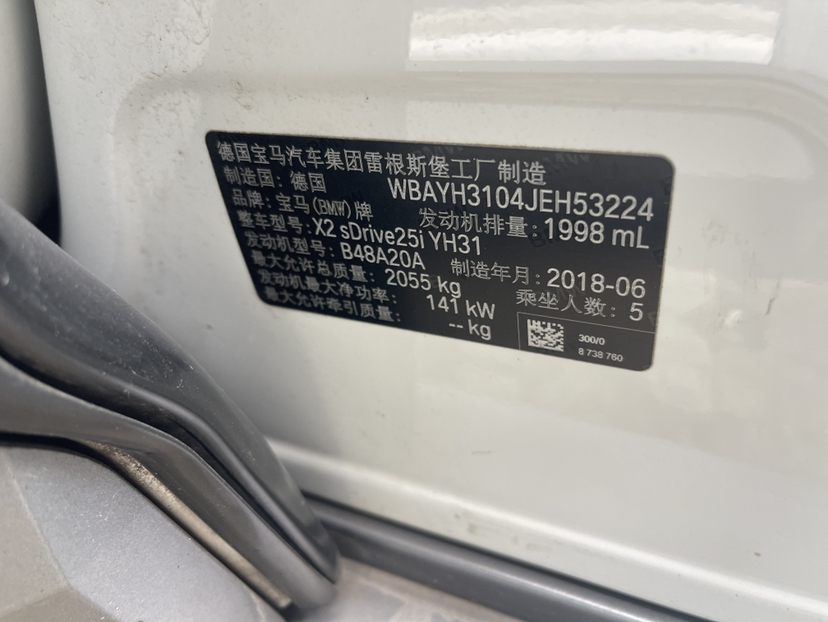 德国宝马汽车集团雷根斯堡工厂制造
制造国：德国 WBAYH3104JEH53224
品牌：宝马(BMW)牌 发动机排量：1998 mL
整车型号：X2 sDrive25i YH31
发动机型号：B48A20A 制造年月：2018-06
最大允许总质量：2055 kg 乘坐人数：5
发动机最大净功率：141 kW
最大允许牵引质量：-- kg
300/0
8 738 760